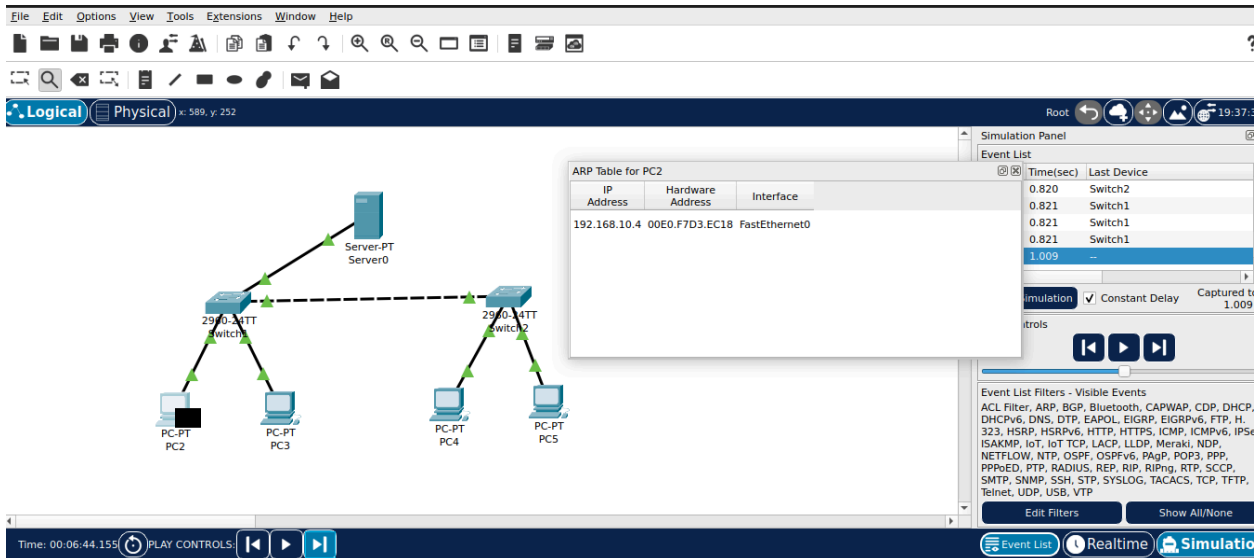 File Edit Options View Tools Extensions Window Help
Logical Physical x: 589, y: 252 Root 19:37:3
Simulation Panel
Event List
Time(sec) Last Device
0.820 Switch2
0.821 Switch1
0.821 Switch1
0.821 Switch1
1.009 --
ARP Table for PC2
IP Address Hardware Address Interface
192.168.10.4 00E0.F7D3.EC18 FastEthernet0
Server-PT
Server0
2960-24TT
Switch1
2960-24TT
Switch2
PC-PT
PC2
PC-PT
PC3
PC-PT
PC4
PC-PT
PC5
imulation Constant Delay Captured to
1.009
ntrols
Event List Filters - Visible Events
ACL Filter, ARP, BGP, Bluetooth, CAPWAP, CDP, DHCP,
DHCPv6, DNS, DTP, EAPOL, EIGRP, EIGRPv6, FTP, H.
323, HSRP, HSRPv6, HTTP, HTTPS, ICMP, ICMPv6, IPSe
ISAKMP, IoT, IoT TCP, LACP, LLDP, Meraki, NDP,
NETFLOW, NTP, OSPF, OSPFv6, PAgP, POP3, PPP,
PPPoED, PTP, RADIUS, REP, RIP, RIPng, RTP, SCCP,
SMTP, SNMP, SSH, STP, SYSLOG, TACACS, TCP, TFTP,
Telnet, UDP, USB, VTP
Edit Filters Show All/None
Time: 00:06:44.155 PLAY CONTROLS: Event List Realtime Simulatio